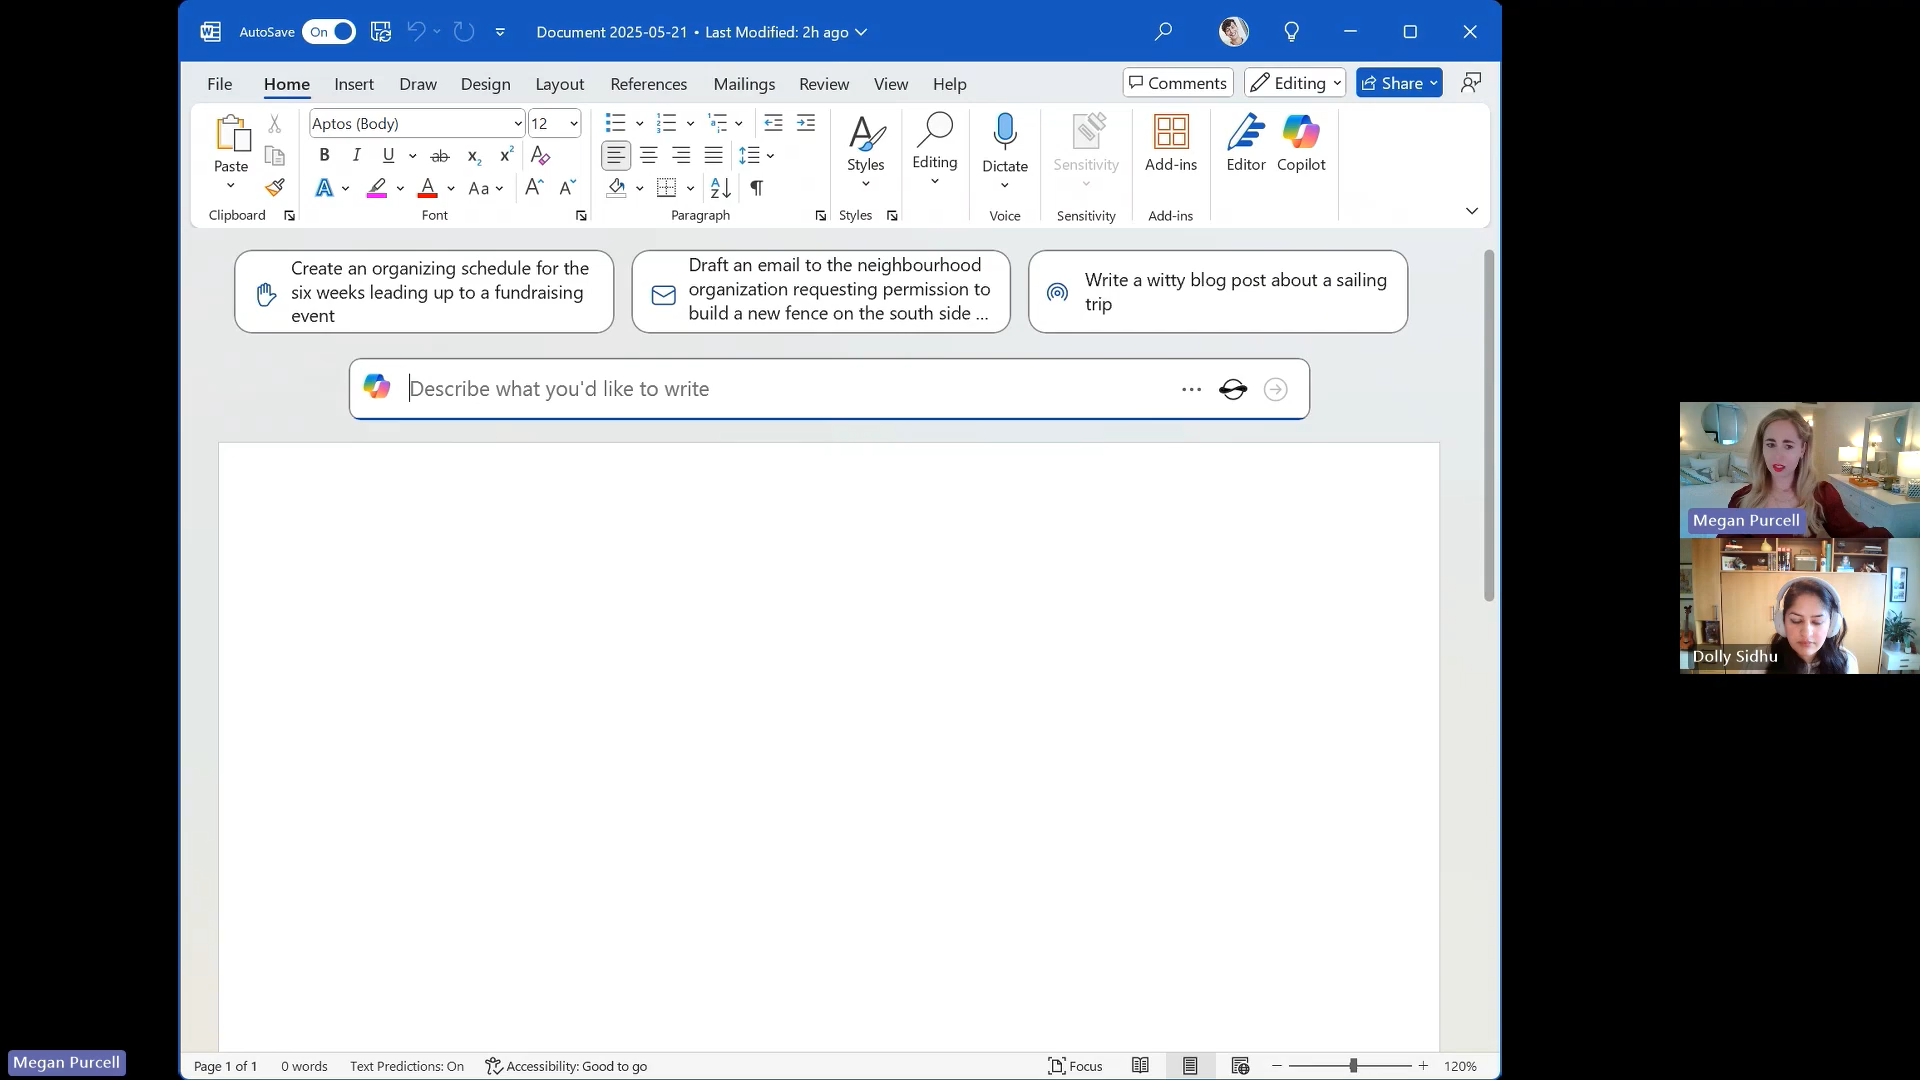 AutoSave On Document 2025-05-21 • Last Modified: 2h ago
File Home Insert Draw Design Layout References Mailings Review View Help Comments Editing Share
Aptos (Body) 12
Paste
B I U ab x₂ x² A
A A Aa A A A Z ¶
Styles Editing Dictate Sensitivity Add-ins Editor Copilot
Clipboard Font Paragraph Styles Voice Sensitivity Add-ins
Create an organizing schedule for the
six weeks leading up to a fundraising
event
Draft an email to the neighbourhood
organization requesting permission to
build a new fence on the south side ...
Write a witty blog post about a sailing
trip
Describe what you'd like to write
Megan Purcell
Dolly Sidhu
Megan Purcell
Page 1 of 1 0 words Text Predictions: On Accessibility: Good to go Focus 120%